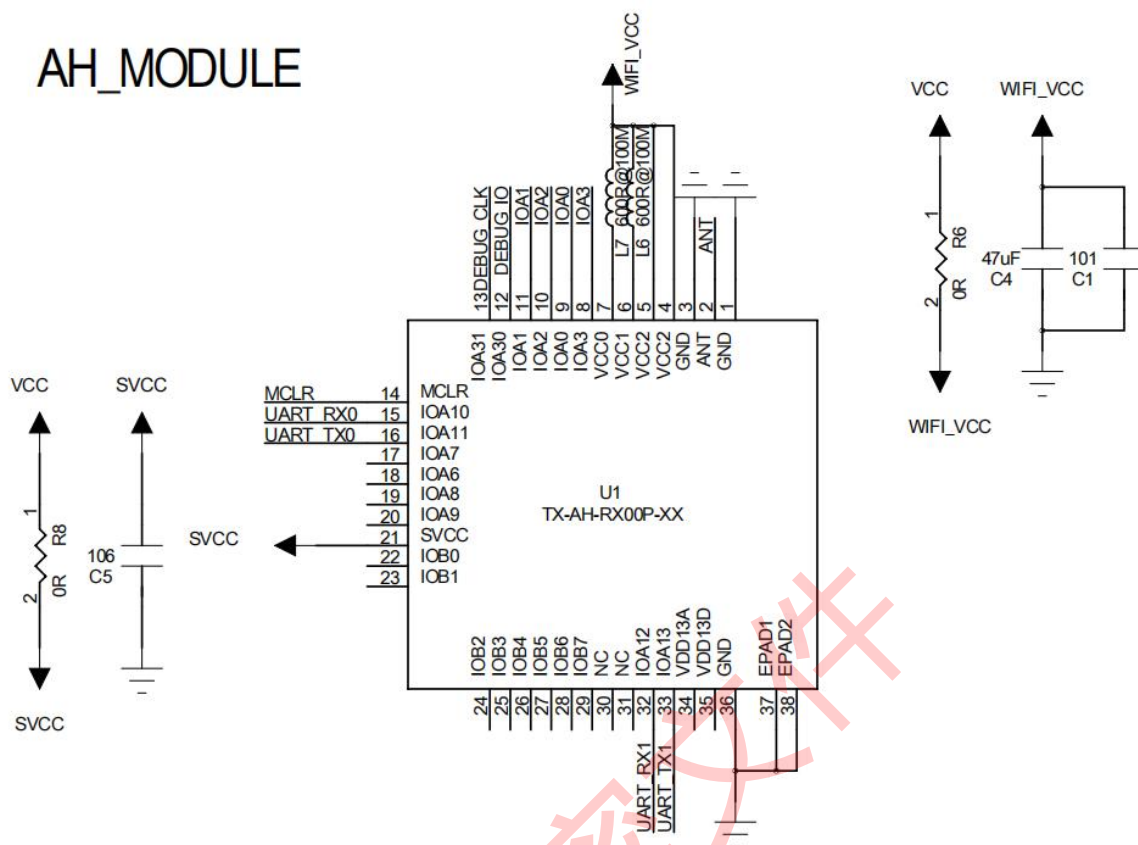 AH_MODULE
WIFI_VCC
VCC
WIFI_VCC
13 DEBUG_CLK
12 DEBUG_IO
11 IOA1
10 IOA2
9 IOA0
8 IOA3
7
6
5
4
3
2 ANT
1
L7 600R@100M
L6 600R@100M
1
R6
2
0R
47uF
C4
101
C1
WIFI_VCC
IOA31
IOA30
IOA1
IOA2
IOA0
IOA3
VCC0
VCC1
VCC2
VCC2
GND
ANT
GND
VCC
SVCC
1
R8
2
0R
106
C5
SVCC
SVCC
MCLR 14 MCLR
UART_RX0 15 IOA10
UART_TX0 16 IOA11
17 IOA7
18 IOA6
19 IOA8
20 IOA9
21 SVCC
22 IOB0
23 IOB1
U1
TX-AH-RX00P-XX
IOB2
IOB3
IOB4
IOB5
IOB6
IOB7
NC
NC
IOA12
IOA13
VDD13A
VDD13D
GND
EPAD1
EPAD2
24
25
26
27
28
29
30
31
32
33
34
35
36
37
38
UART_RX1
UART_TX1
文件